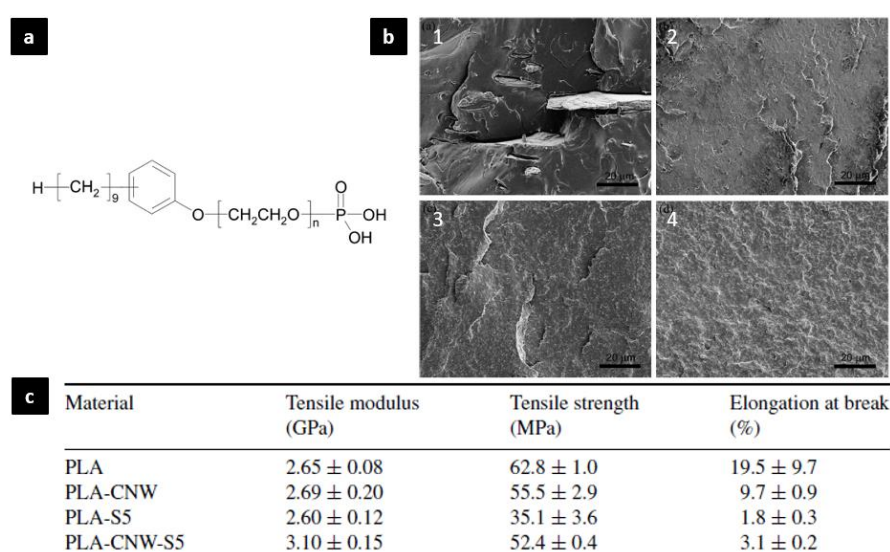 a
H-[CH₂]₉
O-[CH₂CH₂O]ₙ-P-OH
O
OH
b
(a)
1
20 µm
2
20 µm
3
20 µm
(d)
4
20 µm
c
Material Tensile modulus (GPa) Tensile strength (MPa) Elongation at break (%)
PLA 2.65 ± 0.08 62.8 ± 1.0 19.5 ± 9.7
PLA-CNW 2.69 ± 0.20 55.5 ± 2.9 9.7 ± 0.9
PLA-S5 2.60 ± 0.12 35.1 ± 3.6 1.8 ± 0.3
PLA-CNW-S5 3.10 ± 0.15 52.4 ± 0.4 3.1 ± 0.2